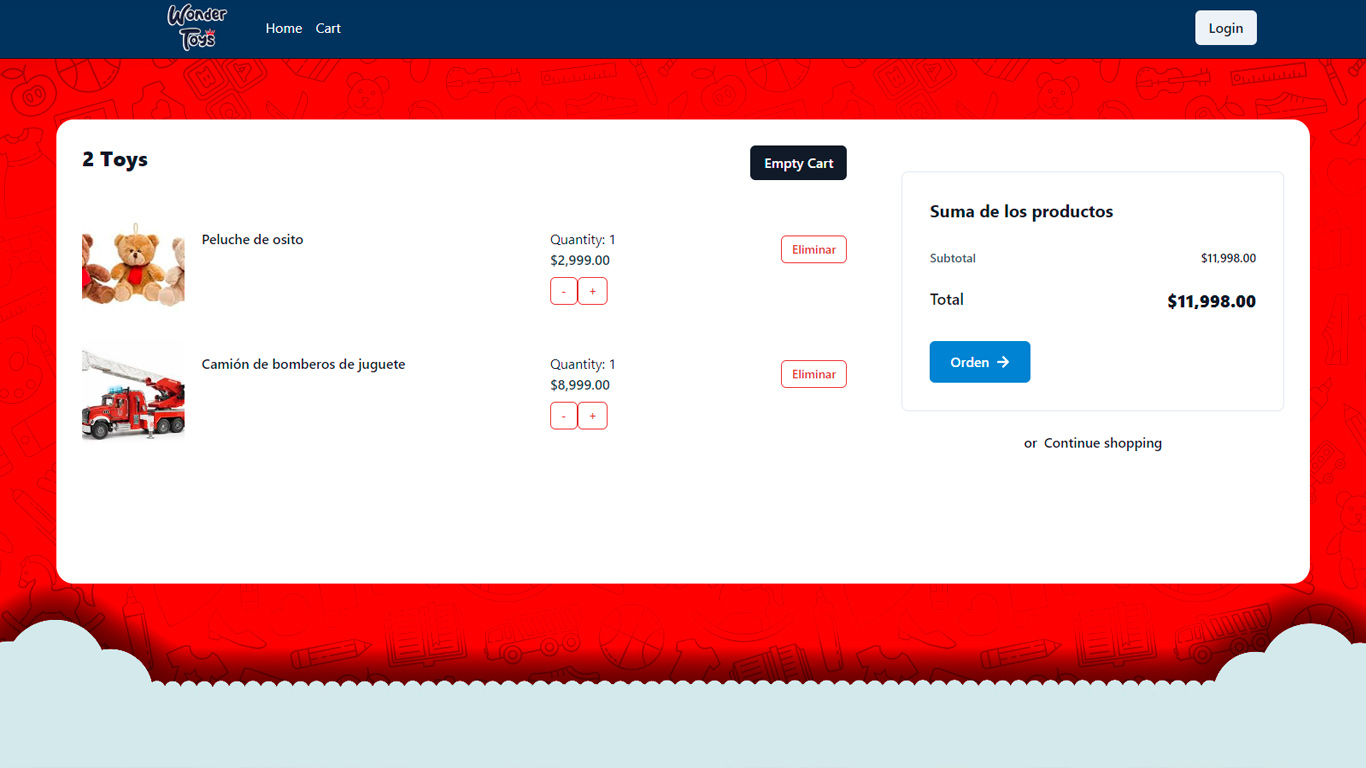 Wonder
Toys
Home
Cart
Login
2 Toys
Empty Cart
Peluche de osito
Quantity: 1
$2,999.00
- +
Eliminar
Camión de bomberos de juguete
Quantity: 1
$8,999.00
- +
Eliminar
Suma de los productos
Subtotal $11,998.00
Total $11,998.00
Orden →
or Continue shopping